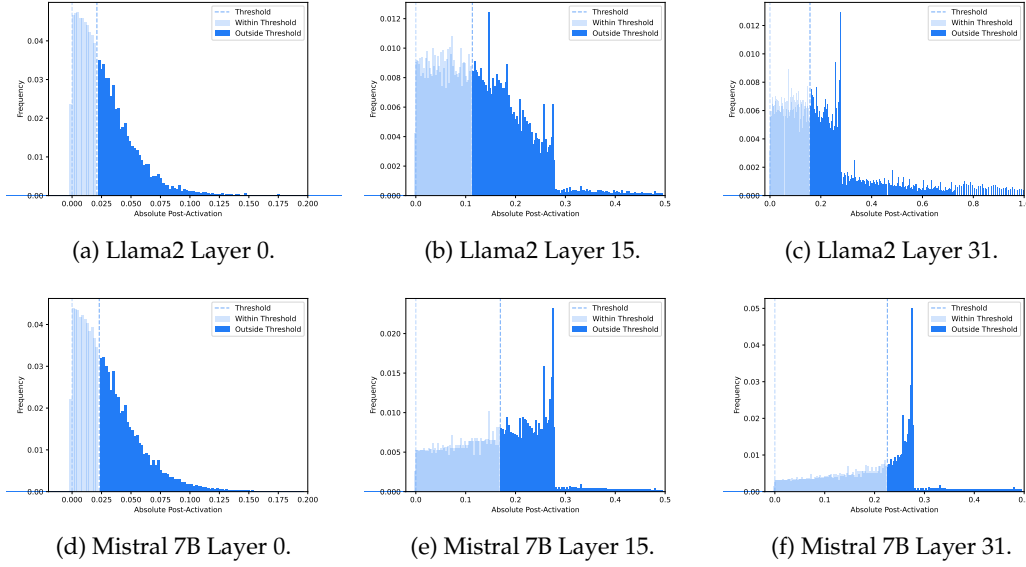 Threshold
Within Threshold
Outside Threshold
Frequency
0.04
0.03
0.02
0.01
0.00
0.000 0.025 0.050 0.075 0.100 0.125 0.150 0.175 0.200
Absolute Post-Activation
(a) Llama2 Layer 0.
Threshold
Within Threshold
Outside Threshold
Frequency
0.012
0.010
0.008
0.006
0.004
0.002
0.000
0.0 0.1 0.2 0.3 0.4 0.5
Absolute Post-Activation
(b) Llama2 Layer 15.
Threshold
Within Threshold
Outside Threshold
Frequency
0.012
0.010
0.008
0.006
0.004
0.002
0.000
0.0 0.2 0.4 0.6 0.8 1.0
Absolute Post-Activation
(c) Llama2 Layer 31.
Threshold
Within Threshold
Outside Threshold
Frequency
0.04
0.03
0.02
0.01
0.00
0.000 0.025 0.050 0.075 0.100 0.125 0.150 0.175 0.200
Absolute Post-Activation
(d) Mistral 7B Layer 0.
Threshold
Within Threshold
Outside Threshold
Frequency
0.020
0.015
0.010
0.005
0.000
0.0 0.1 0.2 0.3 0.4 0.5
Absolute Post-Activation
(e) Mistral 7B Layer 15.
Threshold
Within Threshold
Outside Threshold
Frequency
0.05
0.04
0.03
0.02
0.01
0.00
0.0 0.1 0.2 0.3 0.4
Absolute Post-Activation
(f) Mistral 7B Layer 31.